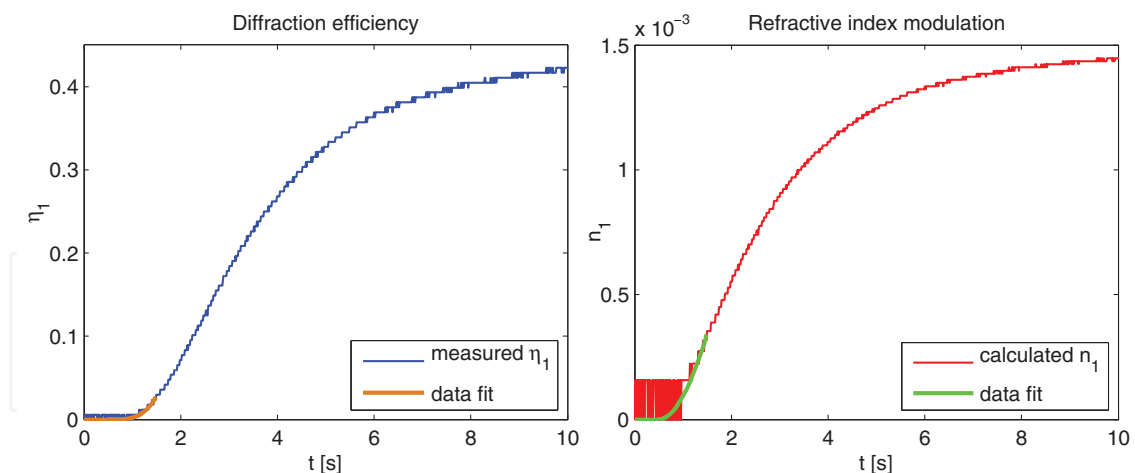 Diffraction efficiency
η₁
0.4
0.3
0.2
0.1
0
0 2 4 6 8 10
t [s]
measured η₁
data fit
Refractive index modulation
x 10⁻³
n₁
1.5
1
0.5
0
0 2 4 6 8 10
t [s]
calculated n₁
data fit